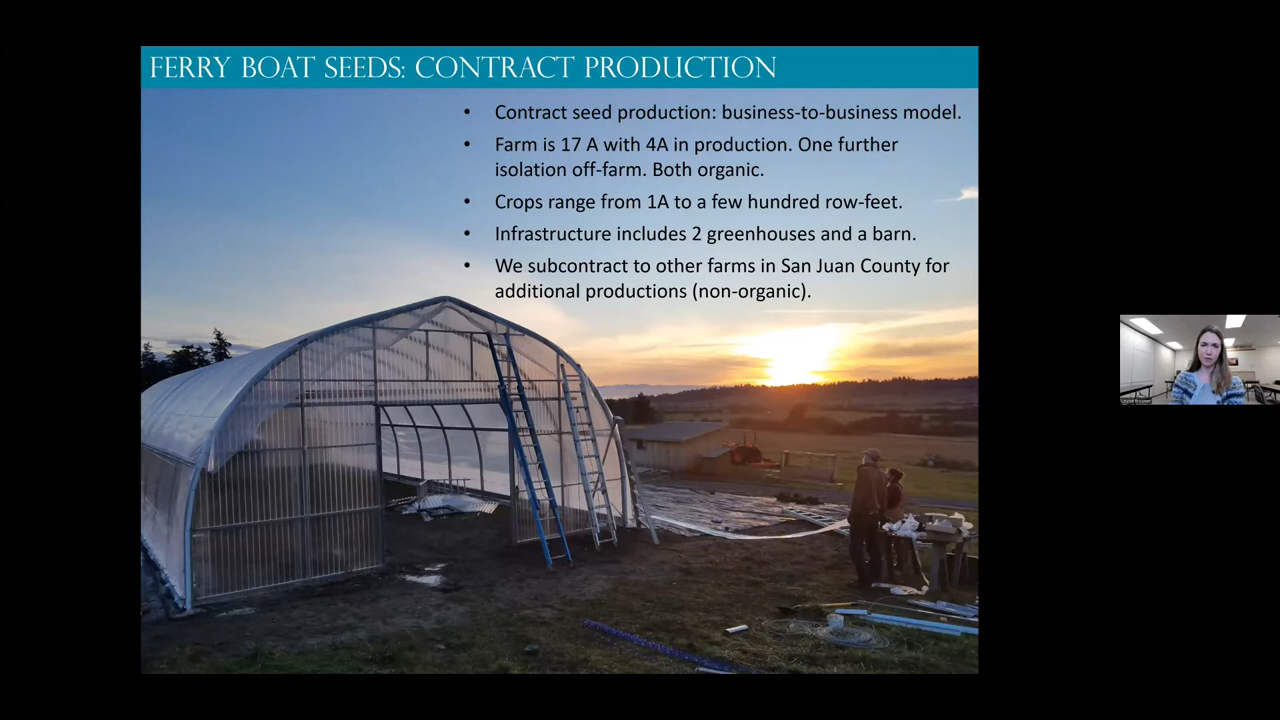 FERRY BOAT SEEDS: CONTRACT PRODUCTION
• Contract seed production: business-to-business model.
• Farm is 17 A with 4A in production. One further
isolation off-farm. Both organic.
• Crops range from 1A to a few hundred row-feet.
• Infrastructure includes 2 greenhouses and a barn.
• We subcontract to other farms in San Juan County for
additional productions (non-organic).